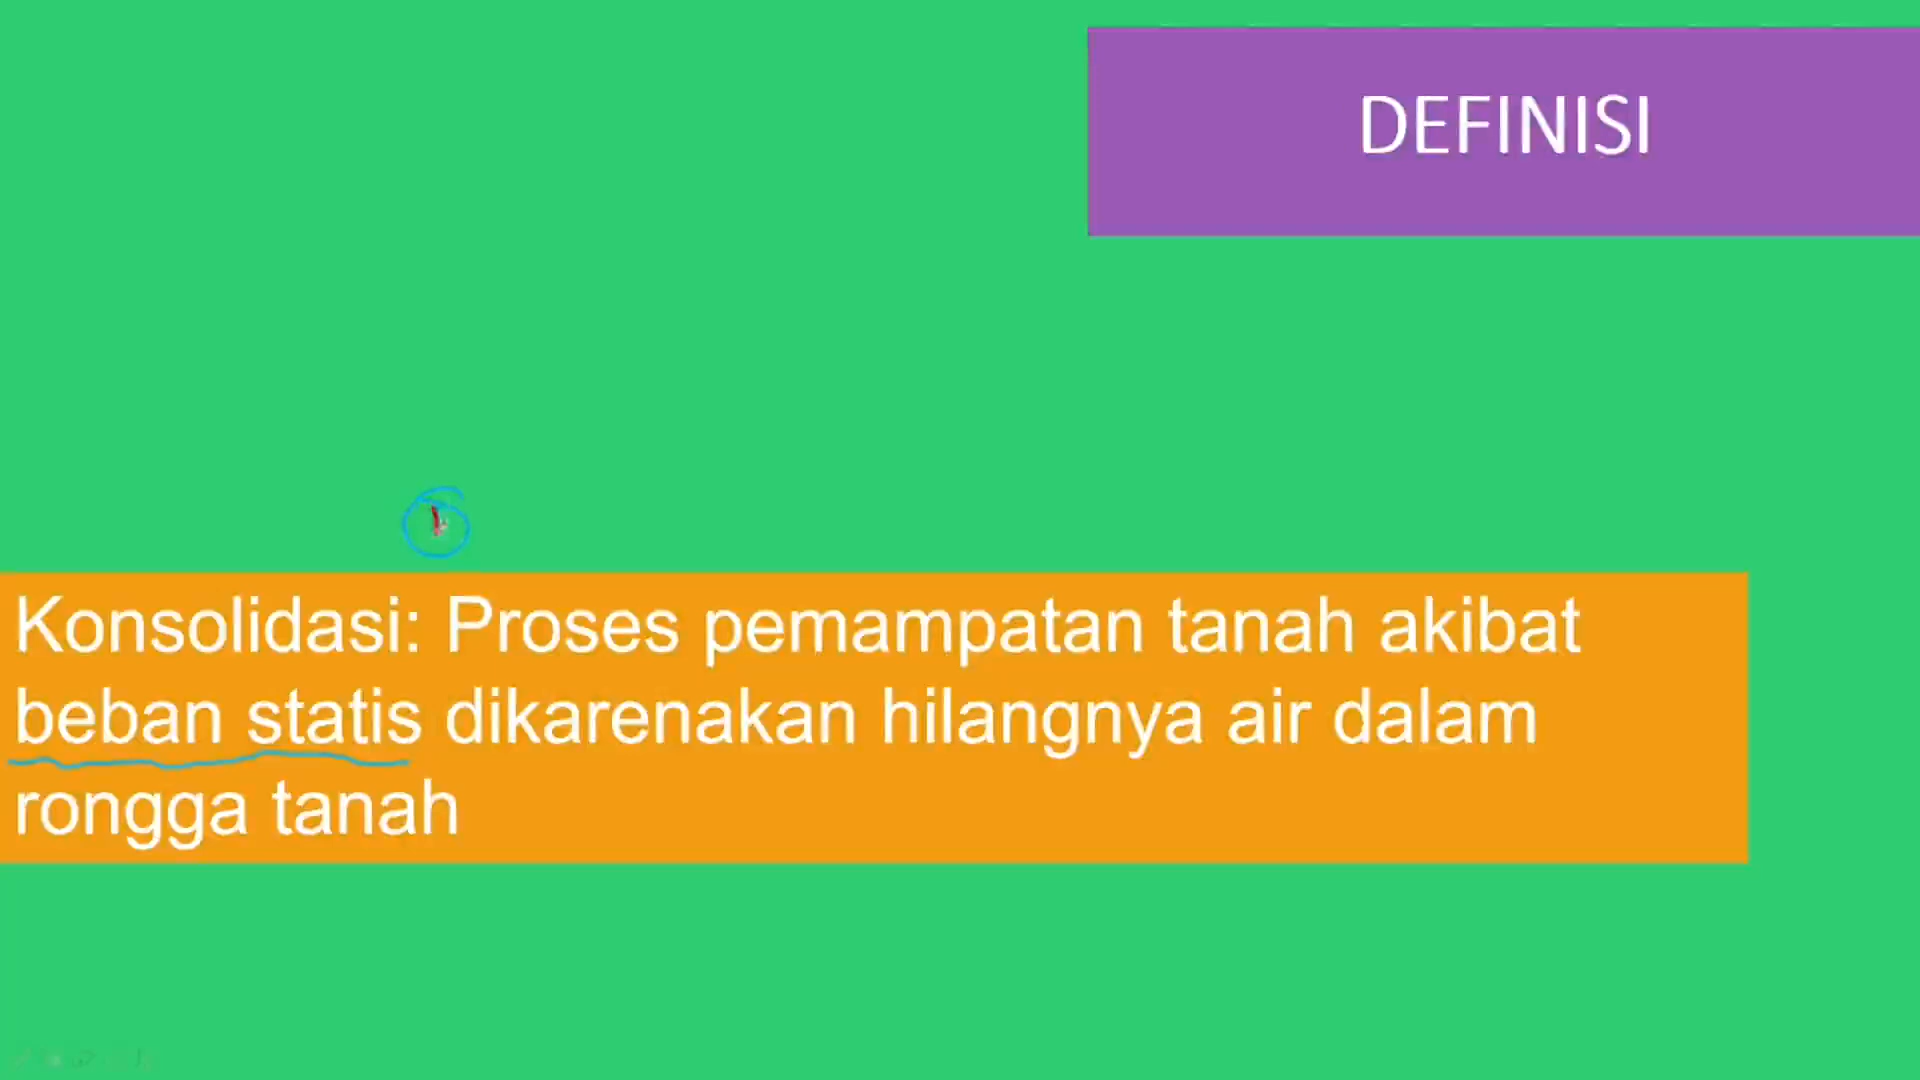 DEFINISI
Konsolidasi: Proses pemampatan tanah akibat
beban statis dikarenakan hilangnya air dalam
rongga tanah